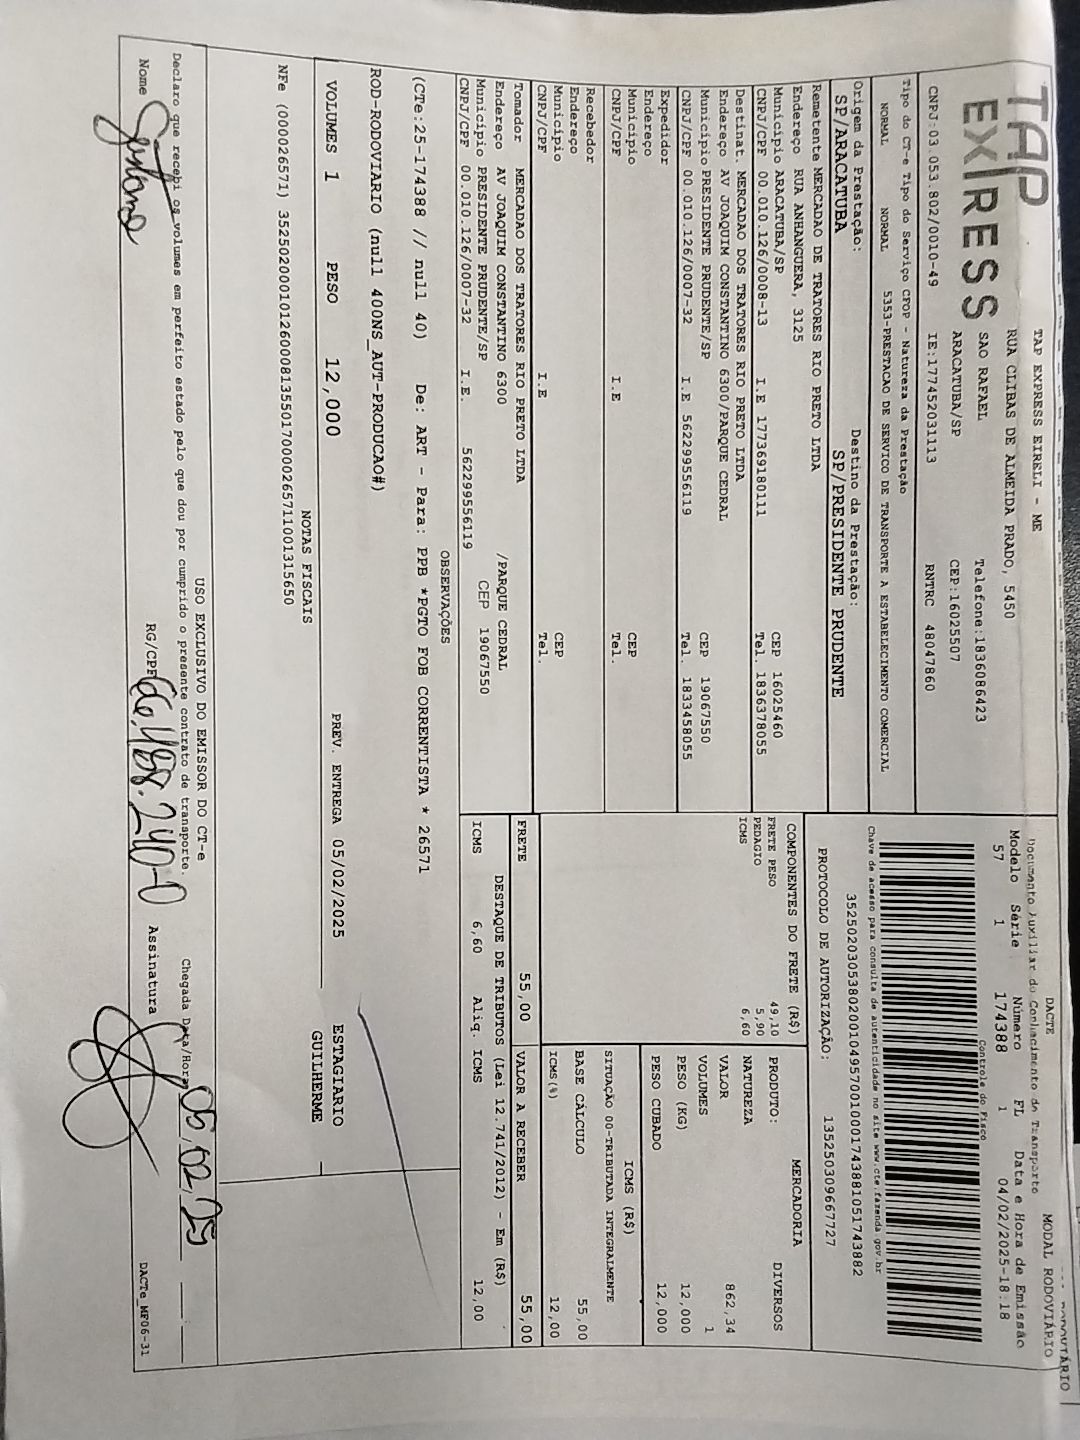 TAP
EXPRESS
TAP EXPRESS EIRELI - ME
RUA CLIBAS DE ALMEIDA PRADO, 5450
SAO RAFAEL Telefone:1836086423
ARACATUBA/SP CEP:16025507
CNPJ:03.053.802/0010-49 IE:177452031113 RNTRC 48047860
Tipo do CT-e Tipo do Serviço CFOP - Natureza da Prestação
NORMAL NORMAL 5353-PRESTACAO DE SERVICO DE TRANSPORTE A ESTABELECIMENTO COMERCIAL
Origem da Prestação: Destino da Prestação:
SP/ARACATUBA SP/PRESIDENTE PRUDENTE
Remetente MERCADAO DE TRATORES RIO PRETO LTDA
Endereço RUA ANHANGUERA, 3125
Município ARACATUBA/SP CEP 16025460
CNPJ/CPF 00.010.126/0008-13 I.E 177369180111 Tel. 1836378055
Destinat. MERCADAO DOS TRATORES RIO PRETO LTDA
Endereço AV JOAQUIM CONSTANTINO 6300/PARQUE CEDRAL
Município PRESIDENTE PRUDENTE/SP CEP 19067550
CNPJ/CPF 00.010.126/0007-32 I.E 562299556119 Tel. 1833458055
Expedidor
Endereço
Município CEP
CNPJ/CPF I.E Tel.
Recebedor
Endereço
Município CEP
CNPJ/CPF I.E Tel.
Tomador MERCADAO DOS TRATORES RIO PRETO LTDA
Endereço AV JOAQUIM CONSTANTINO 6300 /PARQUE CEDRAL
Município PRESIDENTE PRUDENTE/SP CEP 19067550
CNPJ/CPF 00.010.126/0007-32 I.E. 562299556119
DACTE MODAL RODOVIÁRIO
Documento Auxiliar do Conhecimento de Transporte
Modelo Série Número FL Data e Hora de Emissão
57 1 174388 1 04/02/2025-18:18
Controle do Fisco
Chave de acesso para consulta de autenticidade no site www.cte.fazenda.gov.br
35250203053802001049570010001743881051743882
PROTOCOLO DE AUTORIZAÇÃO: 135250309667727
COMPONENTES DO FRETE (R$)
FRETE PESO 49,10
PEDAGIO 5,90
ICMS 6,60
MERCADORIA
PRODUTO: DIVERSOS
NATUREZA
VALOR 862,34
VOLUMES 1
PESO (KG) 12,000
PESO CUBADO 12,000
ICMS (R$)
SITUAÇÃO 00-TRIBUTADA INTEGRALMENTE
BASE CÁLCULO 55,00
ICMS(%) 12,00
FRETE 55,00 VALOR A RECEBER 55,00
DESTAQUE DE TRIBUTOS (Lei 12.741/2012) - Em (R$)
ICMS 6,60 Aliq. ICMS 12,00
OBSERVAÇÕES
(CTe:25-174388 // null 40) De: ART - Para: PPB *PGTO FOB CORRENTISTA * 26571
ROD-RODOVIARIO (null 400NS_AUT-PRODUCAO#)
VOLUMES 1 PESO 12,000 PREV. ENTREGA 05/02/2025 ESTAGIARIO
GUILHERME
NOTAS FISCAIS
NFe (000026571) 35250200010126000813550170000265711001315650
USO EXCLUSIVO DO EMISSOR DO CT-e
Declaro que recebi os volumes em perfeito estado pelo que dou por cumprido o presente contrato de transporte. Chegada Data/Hora 05/02/25
Nome RG/CPF Assinatura
DACTe_MF06-31